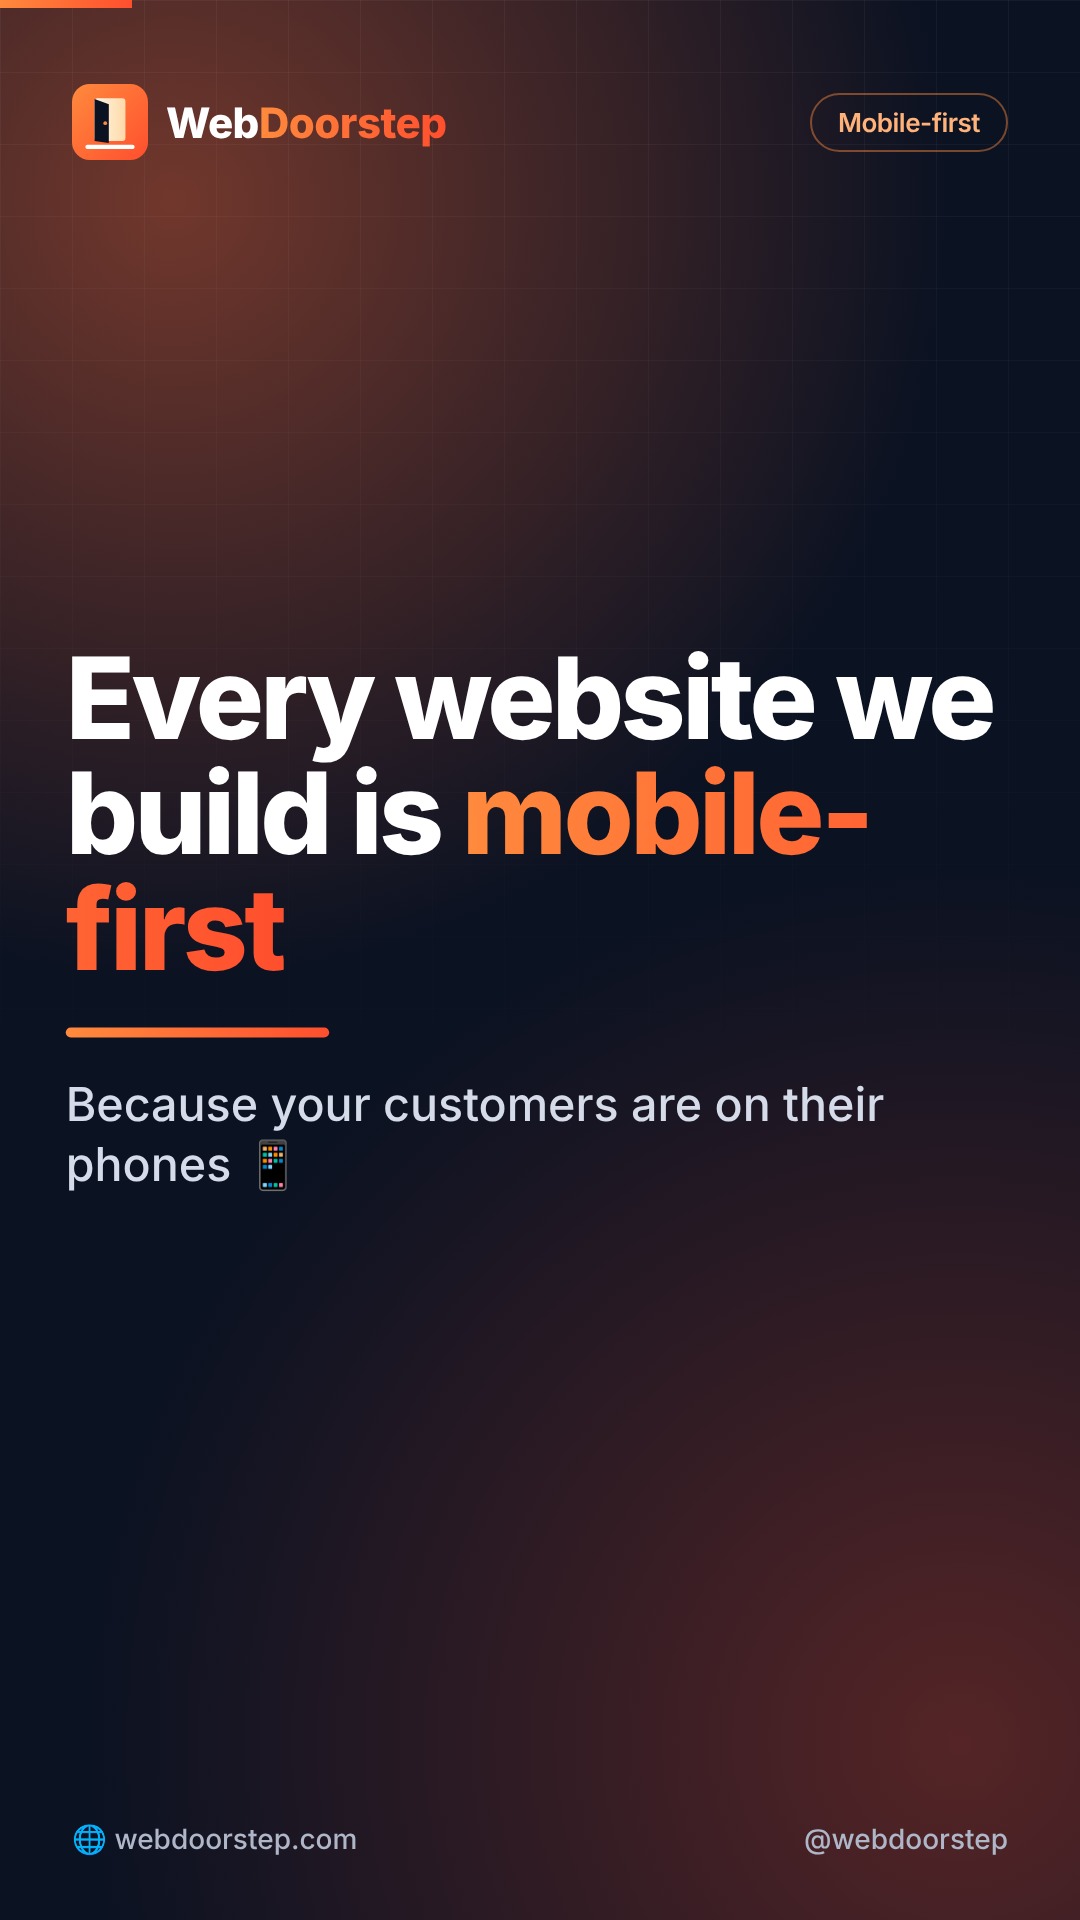 WebDoorstep
Mobile-first
Every website we
build is mobile-
first
Because your customers are on their
phones 📱
🌐 webdoorstep.com
@webdoorstep